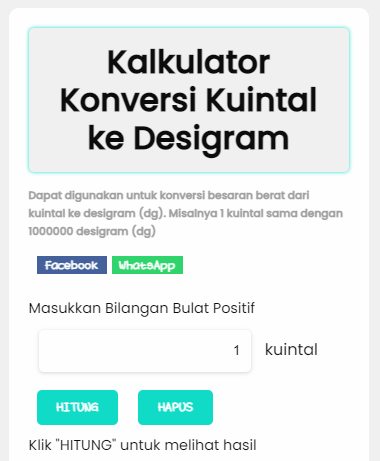 Kalkulator
Konversi Kuintal
ke Desigram
Dapat digunakan untuk konversi besaran berat dari
kuintal ke desigram (dg). Misalnya 1 kuintal sama dengan
1000000 desigram (dg)
Facebook WhatsApp
Masukkan Bilangan Bulat Positif
1 kuintal
HITUNG HAPUS
Klik "HITUNG" untuk melihat hasil